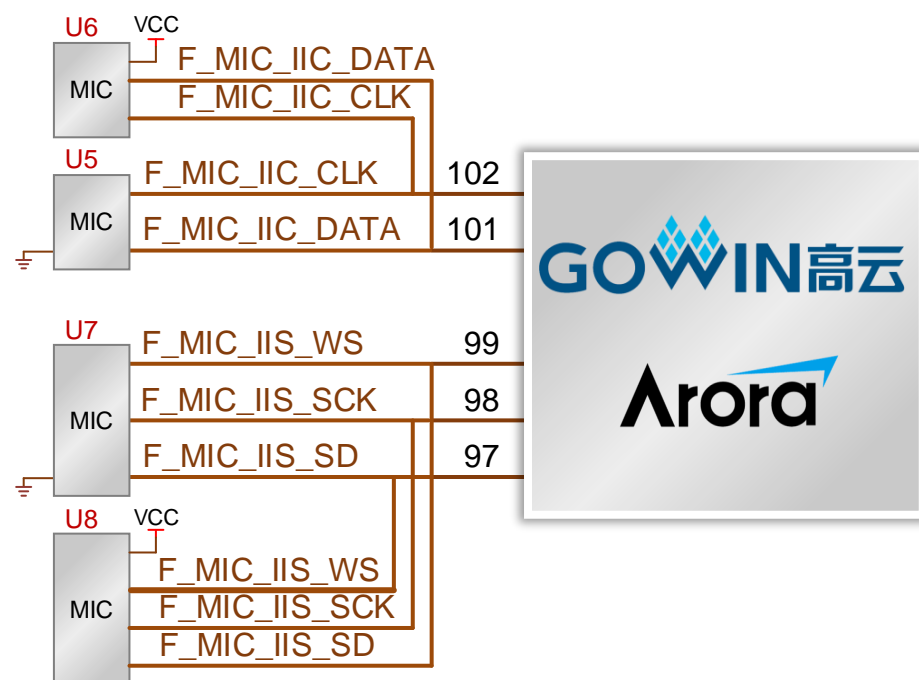 U6
VCC
MIC
F_MIC_IIC_DATA
F_MIC_IIC_CLK
U5
MIC
F_MIC_IIC_CLK
102
F_MIC_IIC_DATA
101
GOWIN高云
Arora
U7
MIC
F_MIC_IIS_WS
99
F_MIC_IIS_SCK
98
F_MIC_IIS_SD
97
U8
VCC
MIC
F_MIC_IIS_WS
F_MIC_IIS_SCK
F_MIC_IIS_SD